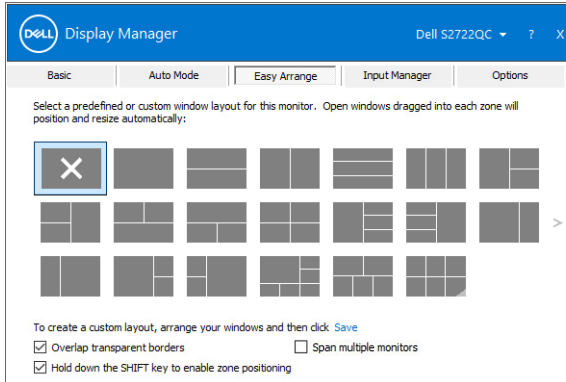 DELL Display Manager Dell S2722QC ? X
Basic Auto Mode Easy Arrange Input Manager Options
Select a predefined or custom window layout for this monitor. Open windows dragged into each zone will
position and resize automatically:
>
To create a custom layout, arrange your windows and then click Save
Overlap transparent borders Span multiple monitors
Hold down the SHIFT key to enable zone positioning